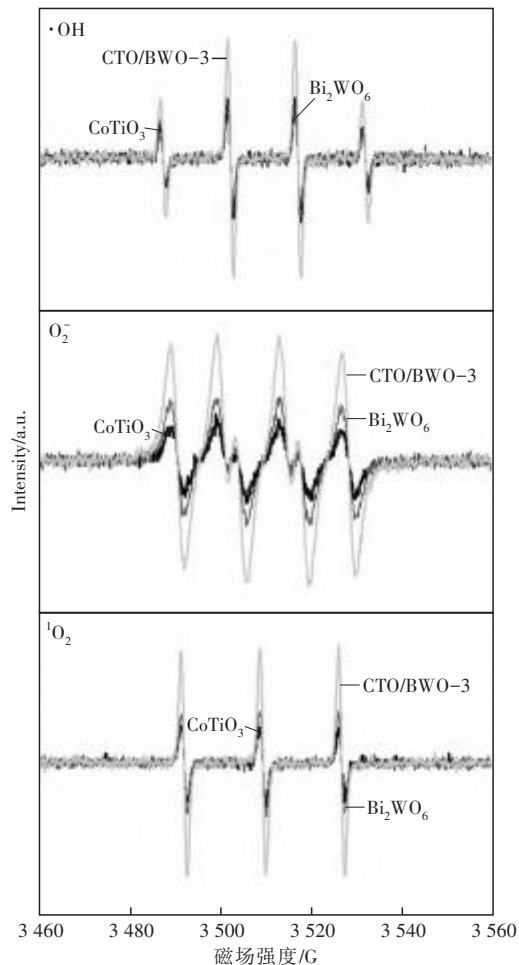 ·OH
CTO/BWO-3
Bi₂WO₆
CoTiO₃
O₂⁻
CTO/BWO-3
Bi₂WO₆
CoTiO₃
Intensity/a.u.
¹O₂
CTO/BWO-3
CoTiO₃
Bi₂WO₆
3 460 3 480 3 500 3 520 3 540 3 560
磁场强度/G